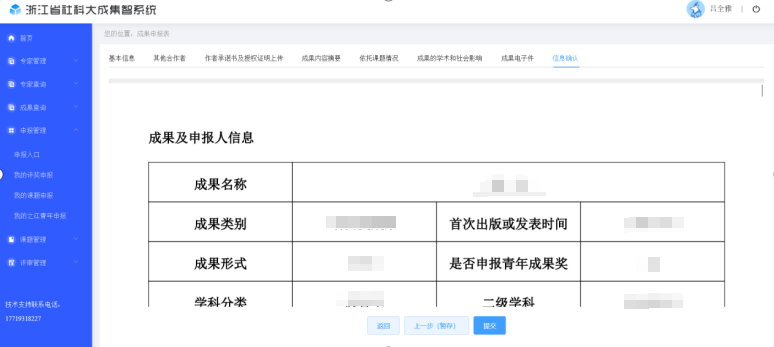 浙江省社科大成集智系统
吕全雅
首页
您的位置：成果申报表
专家管理
专家查询
成果查询
申报管理
申报入口
我的评奖申报
我的课题申报
我的之江青年申报
课题管理
评审管理
技术支持联系电话：
17719318227
基本信息 其他合作者 作者承诺书及授权证明上传 成果内容摘要 依托课题情况 成果的学术和社会影响 成果电子件 信息确认
成果及申报人信息
成果名称
成果类别 首次出版或发表时间
成果形式 是否申报青年成果奖
学科分类 二级学科
返回 上一步（暂存） 提交